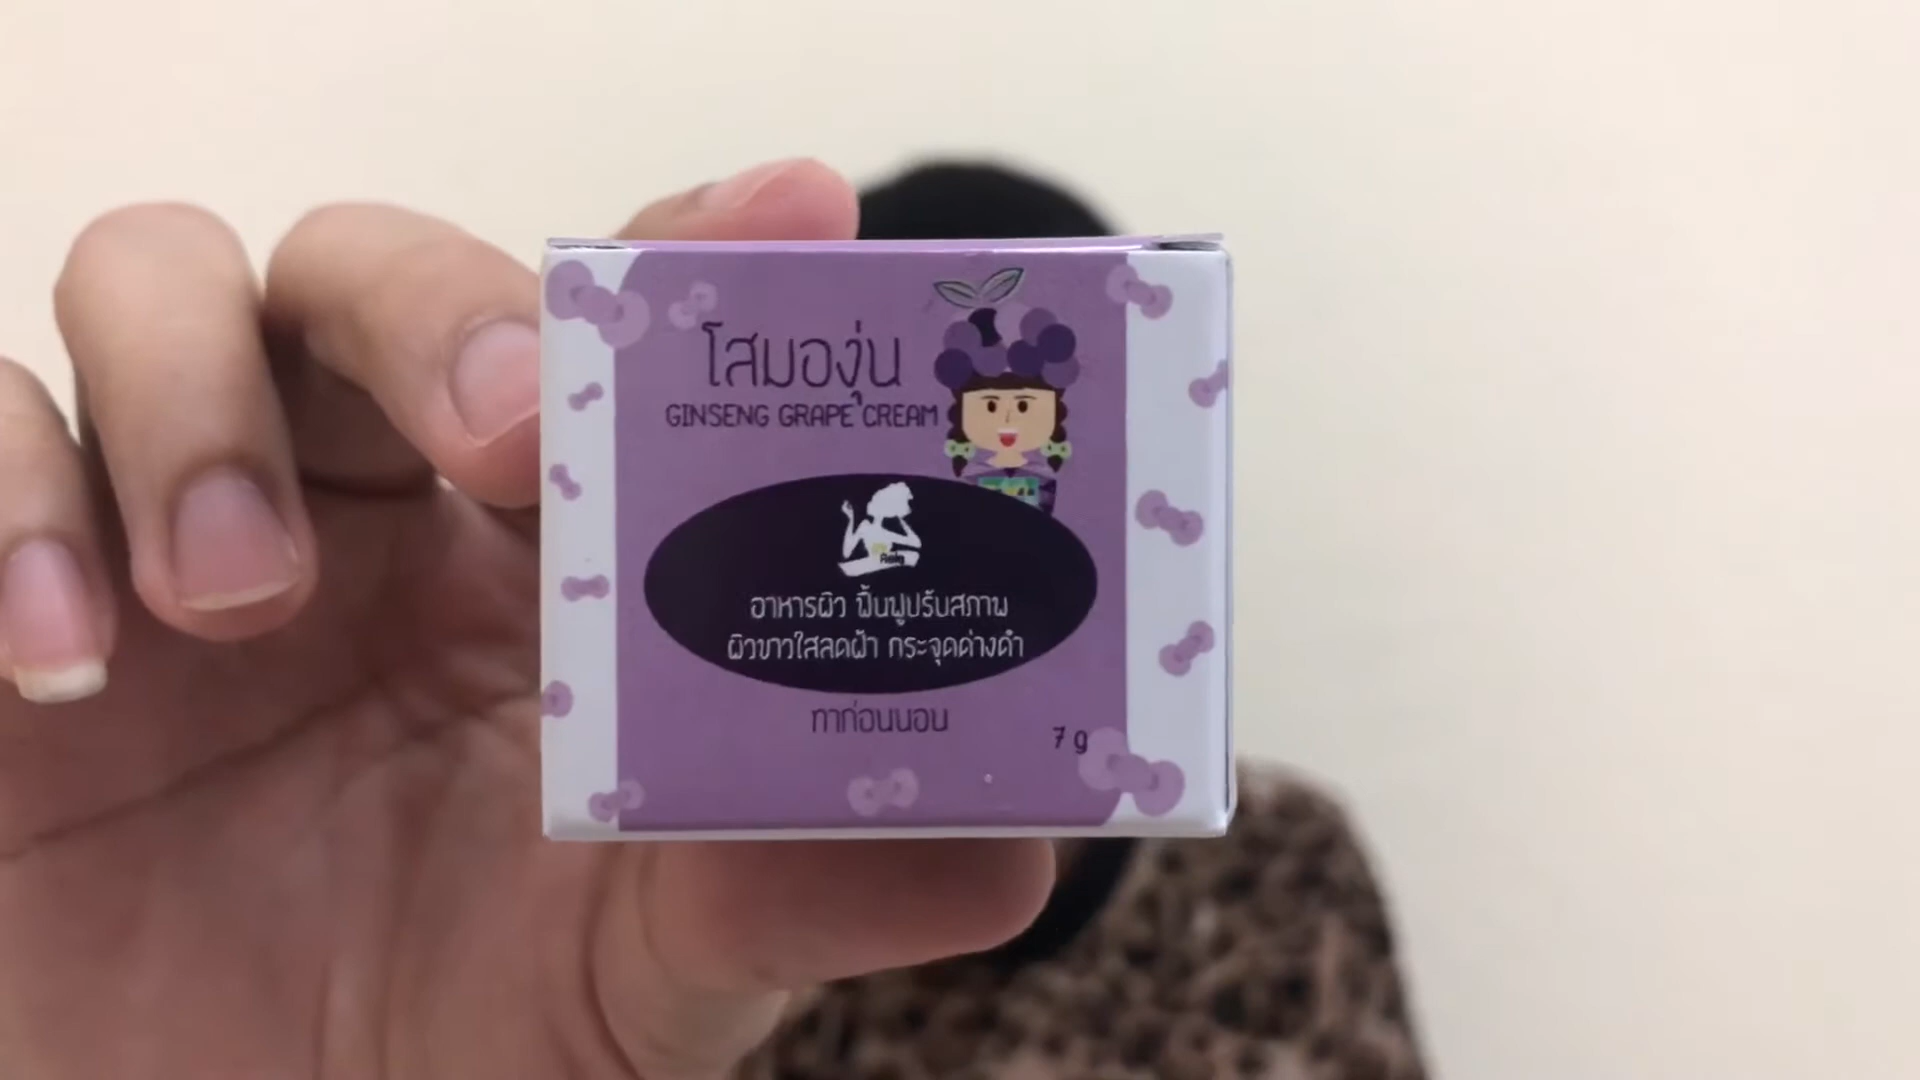 โสมองุ่น
GINSENG GRAPE CREAM
อาหารผิว ฟื้นฟูปรับสภาพ
ผิวขาวใสลดฝ้า กระจุดด่างดำ
ทาก่อนนอน
7 g